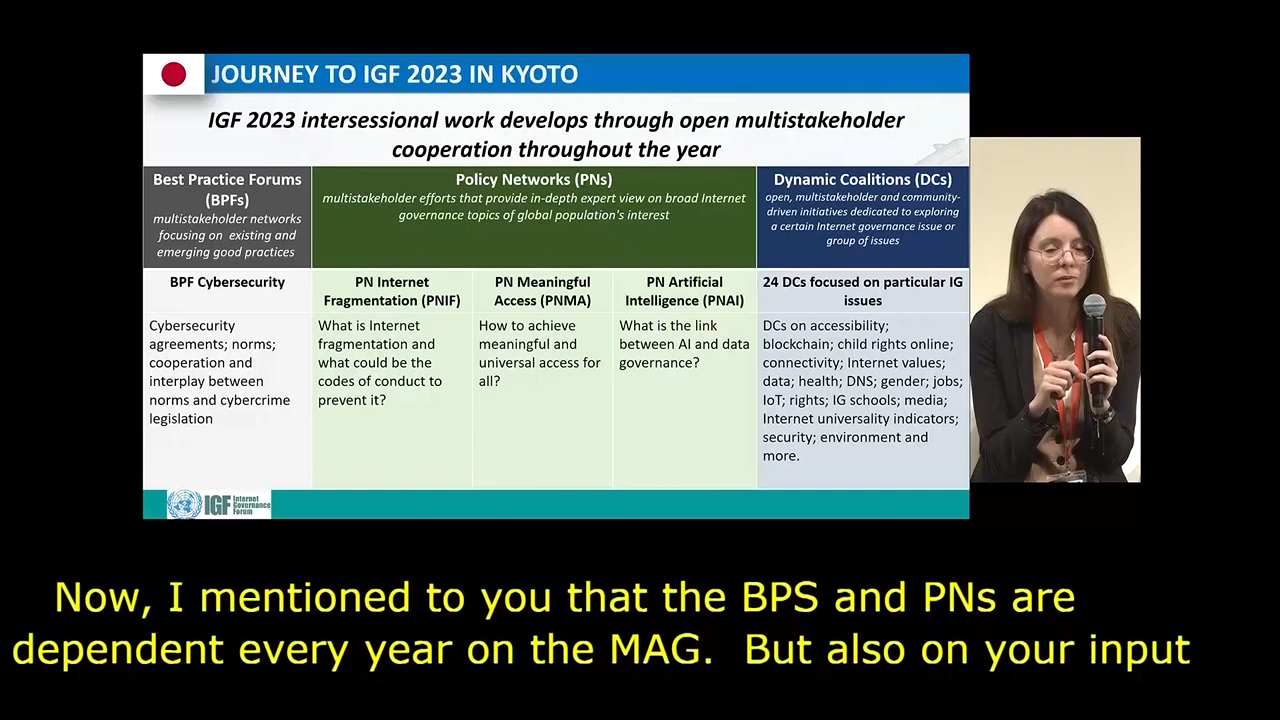 JOURNEY TO IGF 2023 IN KYOTO
IGF 2023 intersessional work develops through open multistakeholder
cooperation throughout the year
Best Practice Forums
(BPFs)
multistakeholder networks
focusing on existing and
emerging good practices
Policy Networks (PNs)
multistakeholder efforts that provide in-depth expert view on broad Internet
governance topics of global population's interest
Dynamic Coalitions (DCs)
open, multistakeholder and community-
driven initiatives dedicated to exploring
a certain Internet governance issue or
group of issues
BPF Cybersecurity
PN Internet
Fragmentation (PNIF)
PN Meaningful
Access (PNMA)
PN Artificial
Intelligence (PNAI)
24 DCs focused on particular IG
issues
Cybersecurity
agreements; norms;
cooperation and
interplay between
norms and cybercrime
legislation
What is Internet
fragmentation and
what could be the
codes of conduct to
prevent it?
How to achieve
meaningful and
universal access for
all?
What is the link
between AI and data
governance?
DCs on accessibility;
blockchain; child rights online;
connectivity; Internet values;
data; health; DNS; gender; jobs;
IoT; rights; IG schools; media;
Internet universality indicators;
security; environment and
more.
IGF
Internet
Governance
Forum
Now, I mentioned to you that the BPS and PNs are
dependent every year on the MAG.  But also on your input